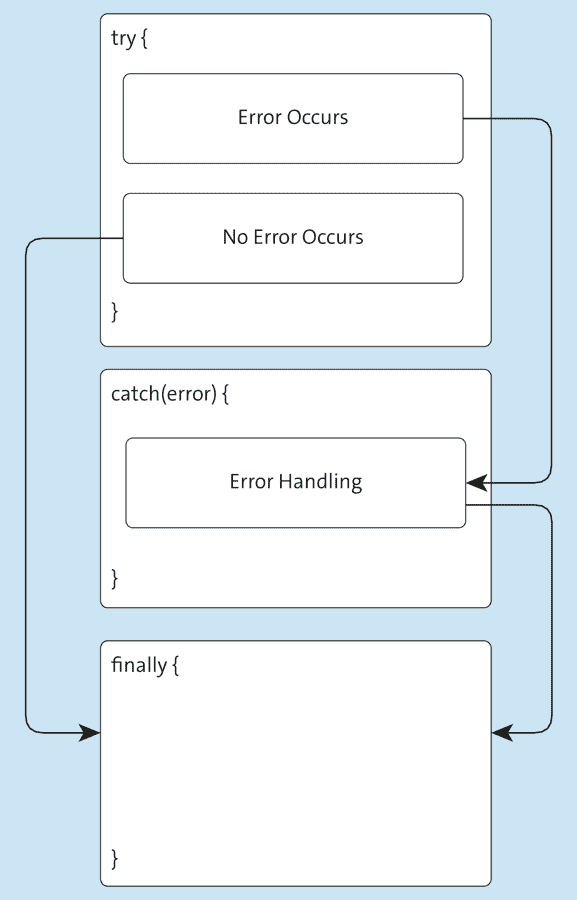 try {
Error Occurs
No Error Occurs
}
catch(error) {
Error Handling
}
finally {
}